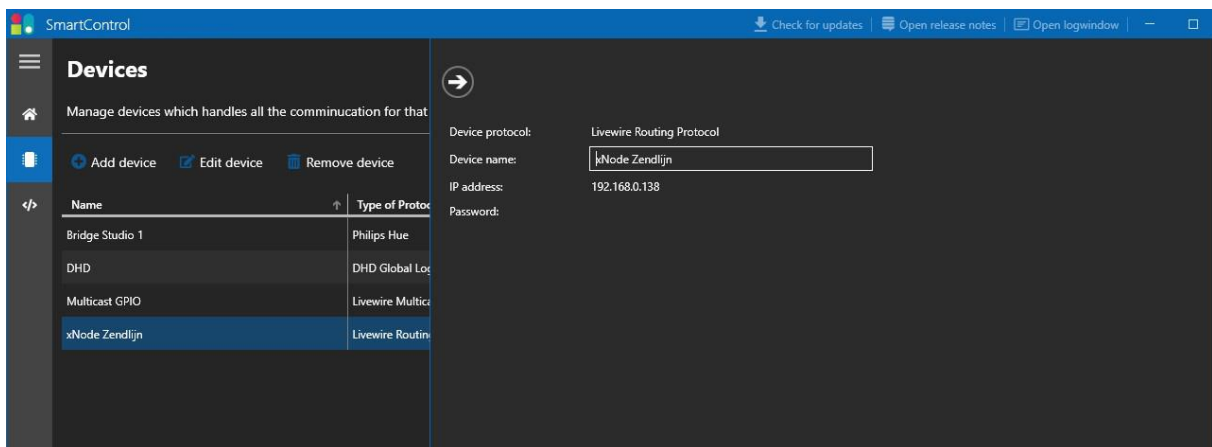 SmartControl
Check for updates
Open release notes
Open logwindow
Devices
Manage devices which handles all the comminucation for that
Add device
Edit device
Remove device
Name
Type of Protoc
Bridge Studio 1
Philips Hue
DHD
DHD Global Log
Multicast GPIO
Livewire Multica
xNode Zendlijn
Livewire Routin
Device protocol:
Livewire Routing Protocol
Device name:
xNode Zendlijn
IP address:
192.168.0.138
Password: